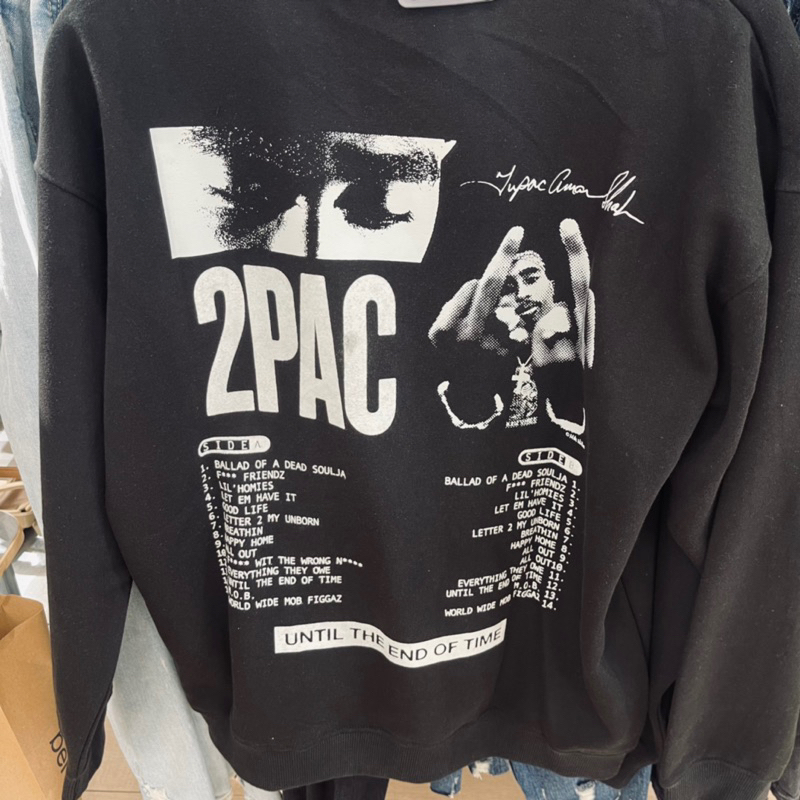 Tupac Amaru Shakur
2PAC
SIDE A
1. BALLAD OF A DEAD SOULJA
2. F*** FRIENDZ
3. LIL'HOMIES
4. LET EM HAVE IT
5. GOOD LIFE
6. LETTER 2 MY UNBORN
7. BREATHIN
8. HAPPY HOME
9. ALL OUT
10. **** WIT THE WRONG N****
EVERYTHING THEY OWE
UNTIL THE END OF TIME
M.O.B.
WORLD WIDE MOB FIGGAZ
SIDE
BALLAD OF A DEAD SOULJA 1.
F*** FRIENDZ 2.
LIL'HOMIES 3.
LET EM HAVE IT 4.
GOOD LIFE 5.
LETTER 2 MY UNBORN 6.
BREATHIN 7.
HAPPY HOME 8.
ALL OUT 9.
ALL OUT10.
EVERYTHING THEY OWE 11.
UNTIL THE END OF TIME 12.
M.O.B. 13.
WORLD WIDE MOB FIGGAZ 14.
UNTIL THE END OF TIME